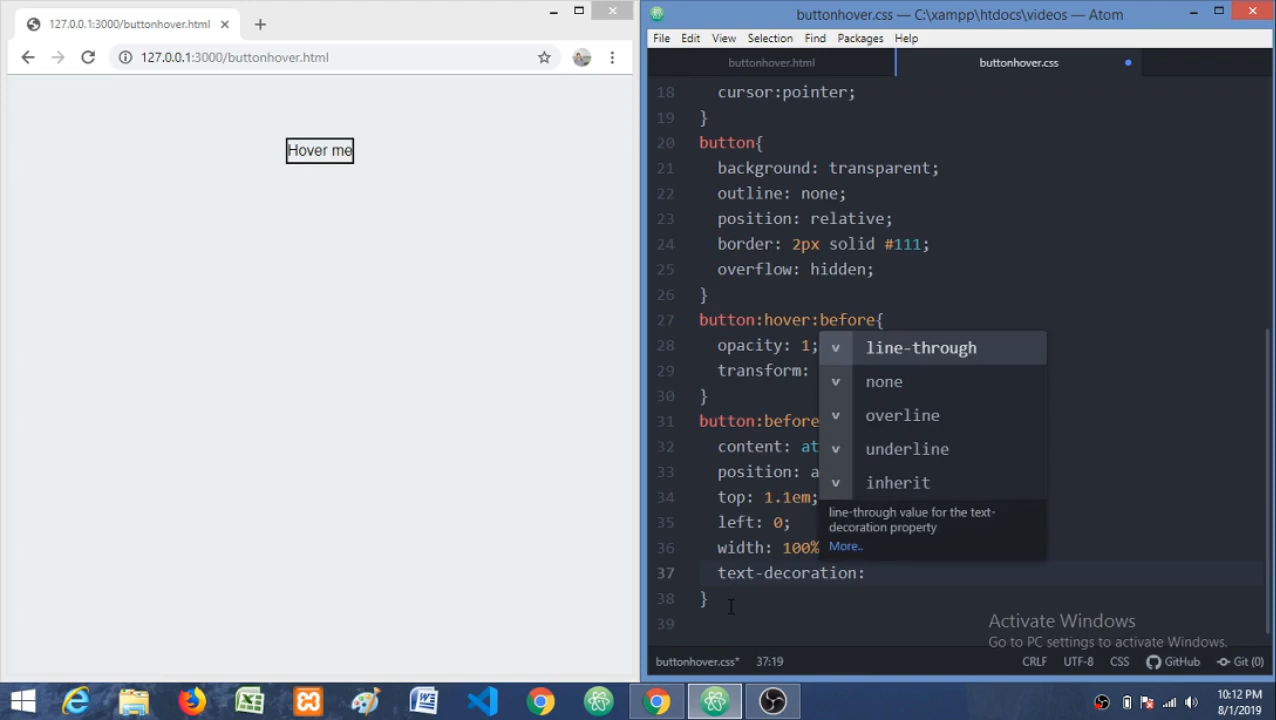 127.0.0.1:3000/buttonhover.html
127.0.0.1:3000/buttonhover.html
Hover me
buttonhover.css — C:\xampp\htdocs\videos — Atom
File Edit View Selection Find Packages Help
buttonhover.html
buttonhover.css
18 cursor:pointer;
19 }
20 button{
21 background: transparent;
22 outline: none;
23 position: relative;
24 border: 2px solid #111;
25 overflow: hidden;
26 }
27 button:hover:before{
28 opacity: 1;
29 transform:
30 }
31 button:before
32 content: at
33 position: a
34 top: 1.1em;
35 left: 0;
36 width: 100%
37 text-decoration:
38 }
39
v line-through
v none
v overline
v underline
v inherit
line-through value for the text-
decoration property
More..
Activate Windows
Go to PC settings to activate Windows.
buttonhover.css* 37:19 CRLF UTF-8 CSS GitHub Git (0)
10:12 PM
8/1/2019